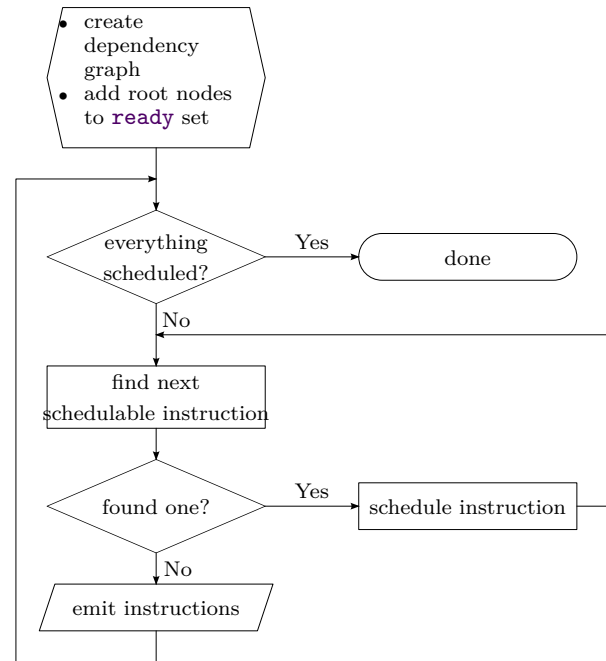 • create
dependency
graph
• add root nodes
to ready set
everything
scheduled?
Yes
done
No
find next
schedulable instruction
found one?
Yes
schedule instruction
No
emit instructions